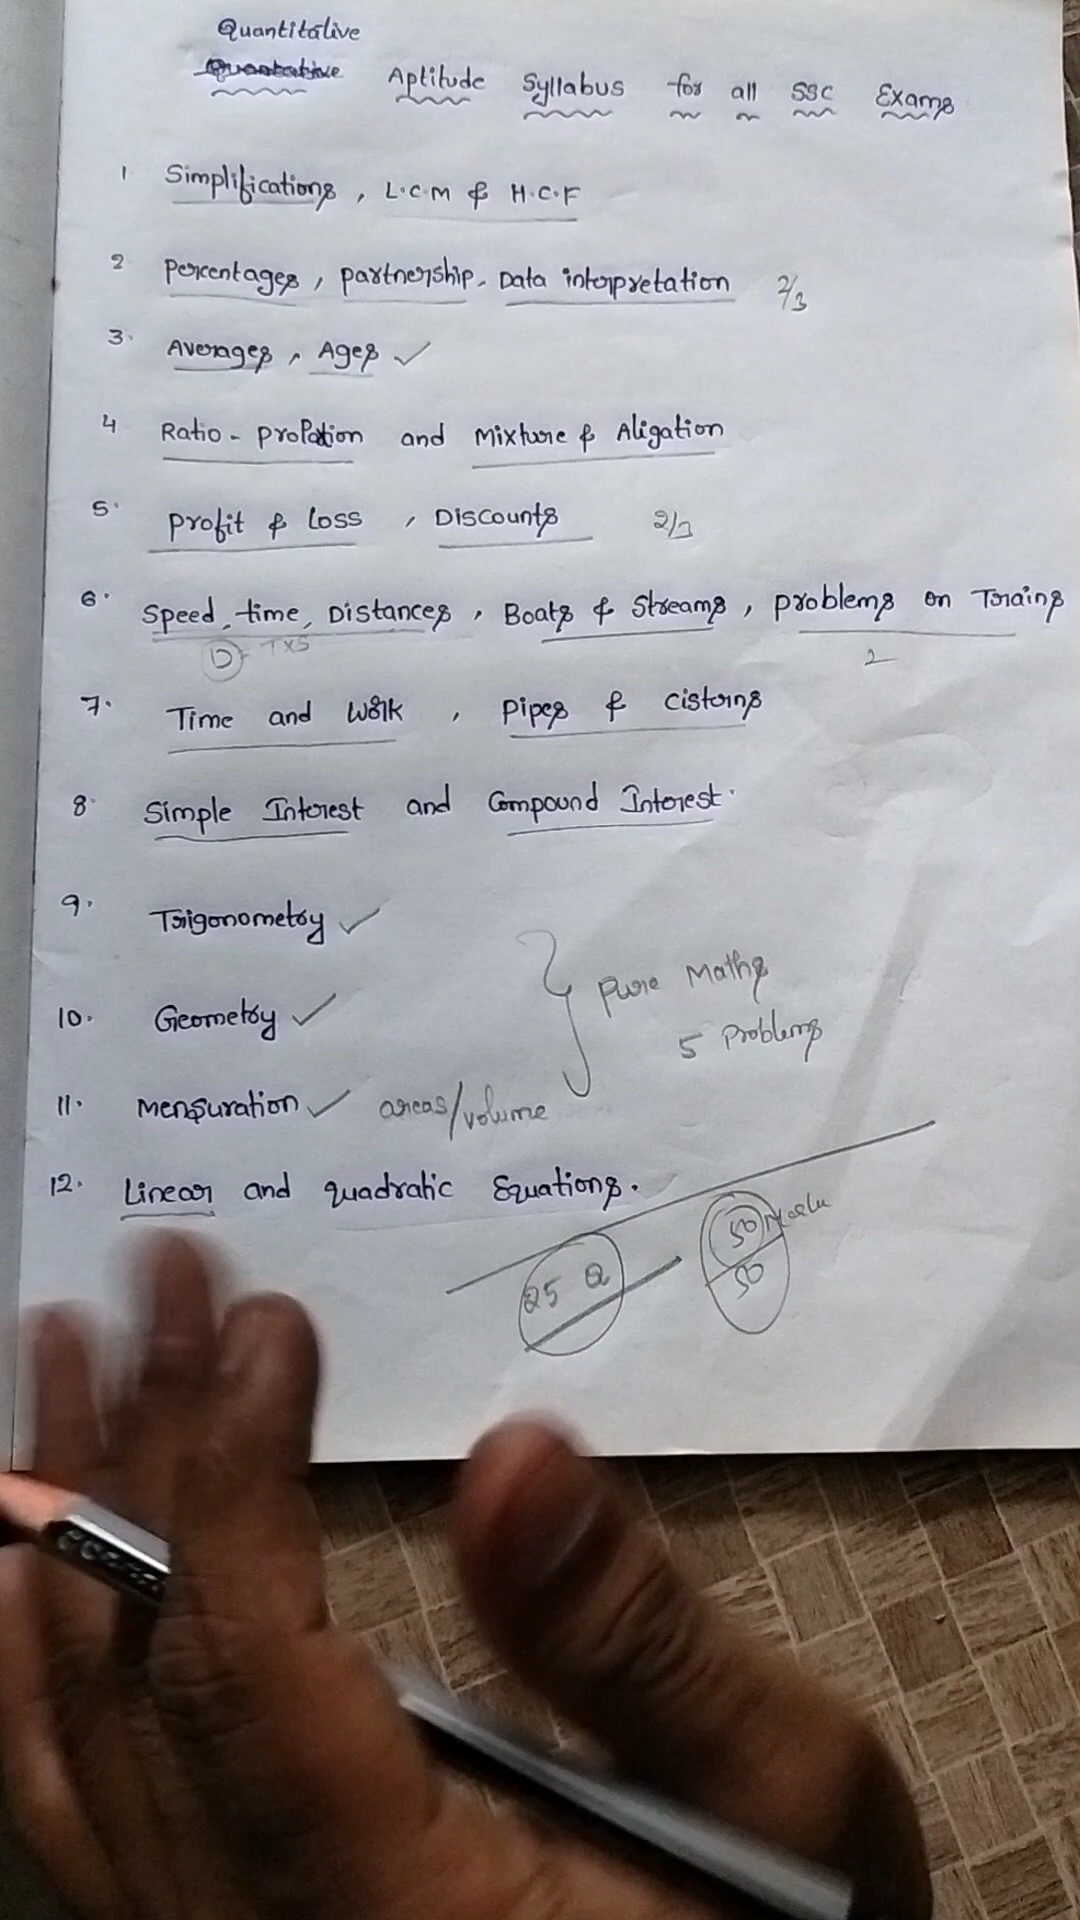 Quantitative
Quantative Aptitude Syllabus for all SSC Exams
1 Simplifications, L.C.M & H.C.F
2 Percentages, partnership, Data interpretation 2/3
3. Averages, Ages ✓
4 Ratio - Propotion and Mixture & Aligation
5. Profit & Loss, Discounts 2/3
6. Speed, time, Distances, Boats & Streams, problems on Trains
D TXS 2
7. Time and Work, Pipes & Cisterns
8. Simple Interest and Compound Interest.
9. Trigonometry ✓
Pure Maths
10. Geometry ✓
5 Problems
11. Mensuration ✓ areas/volume
12. Linear and quadratic Equations.
25 Q 50
50